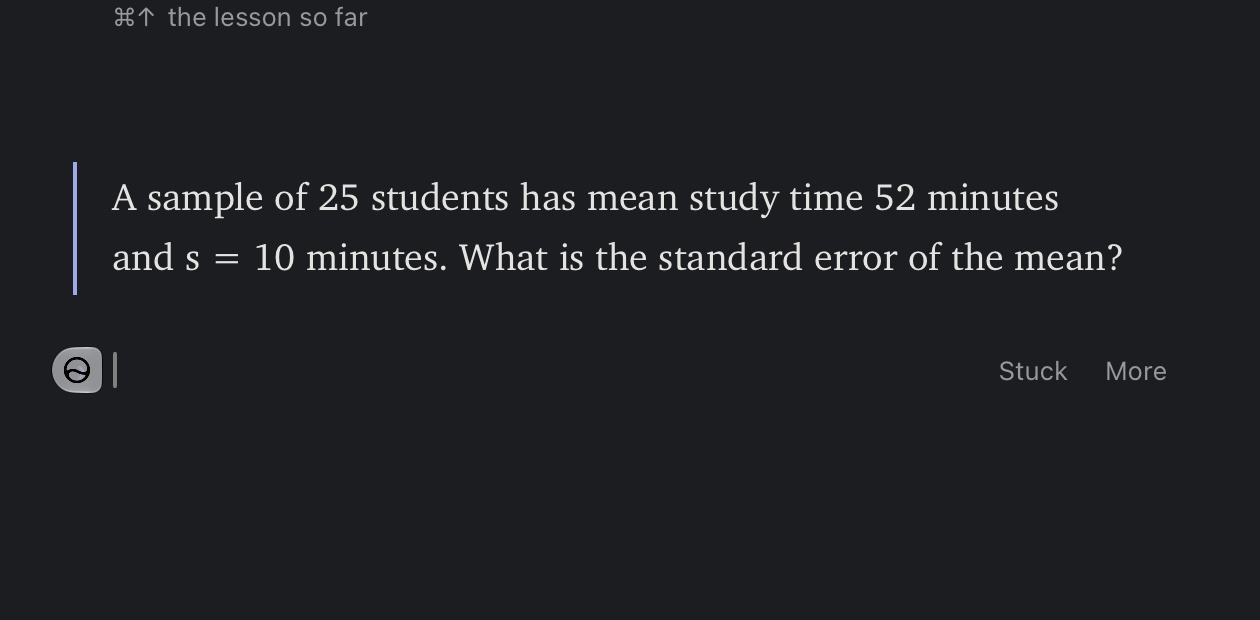 ⌘↑ the lesson so far
A sample of 25 students has mean study time 52 minutes
and s = 10 minutes. What is the standard error of the mean?
Stuck More